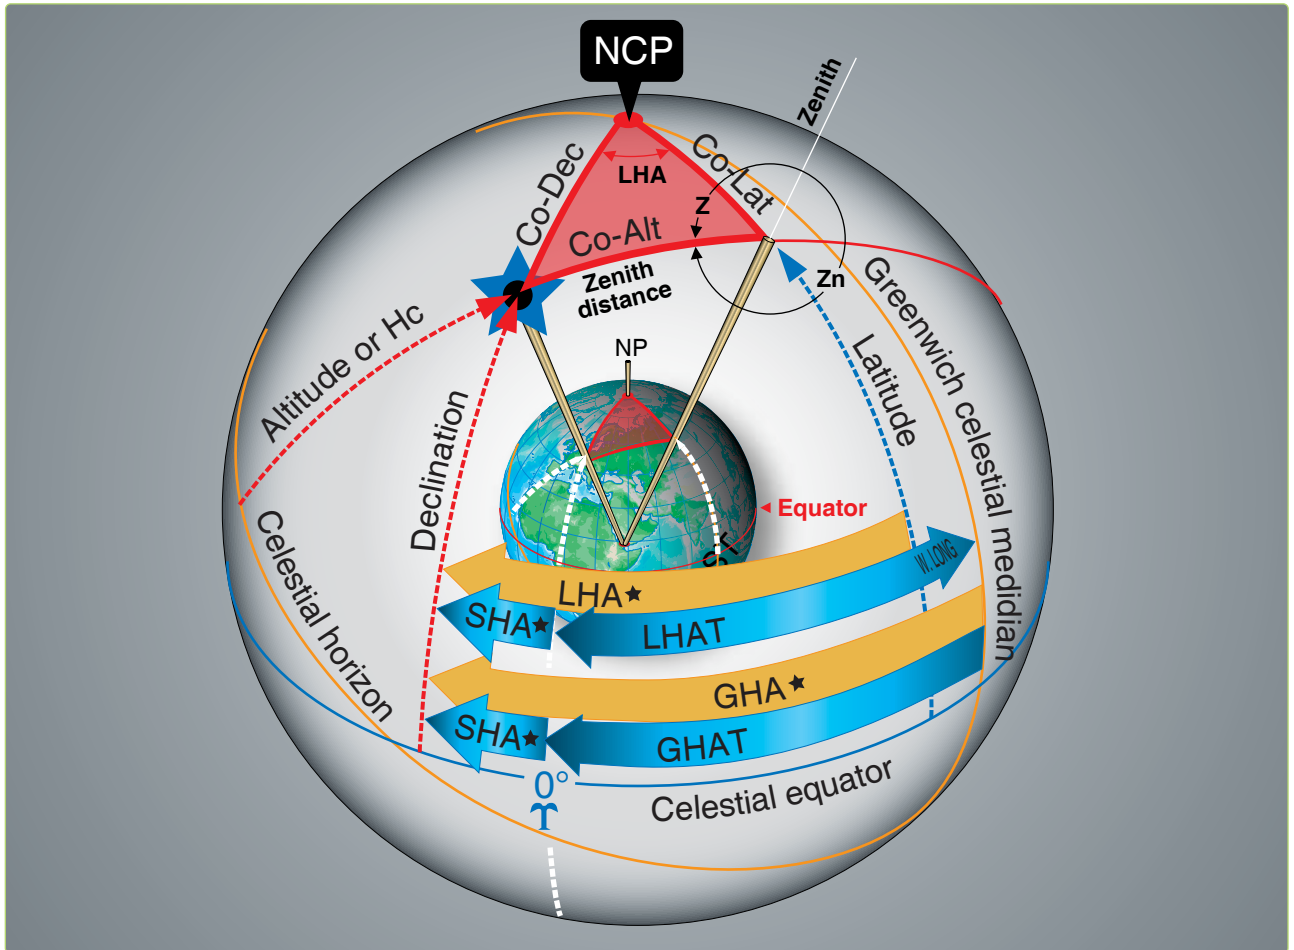 NCP
Zenith
Co-Dec
LHA
Co-Lat
Z
Co-Alt
Zenith
distance
Zn
Greenwich celestial medidian
Altitude or Hc
NP
Latitude
Declination
Equator
ST
W. LONG
LHA★
SHA★
LHAT
Celestial horizon
GHA★
SHA★
GHAT
0°
♈
Celestial equator